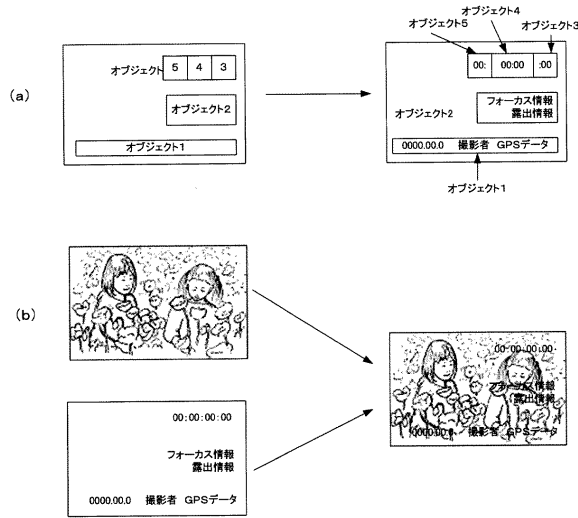 オブジェクト4
オブジェクト5
オブジェクト3
(a)
オブジェクト 5 4 3
オブジェクト2
オブジェクト1
00: 00:00 :00
オブジェクト2
フォーカス情報
露出情報
0000.00.0 撮影者 GPSデータ
オブジェクト1
(b)
00:00:00:00
フォーカス情報
露出情報
0000.00.0 撮影者 GPSデータ
00:00:00:00
フォーカス情報
露出情報
0000.00.0 撮影者 GPSデータ